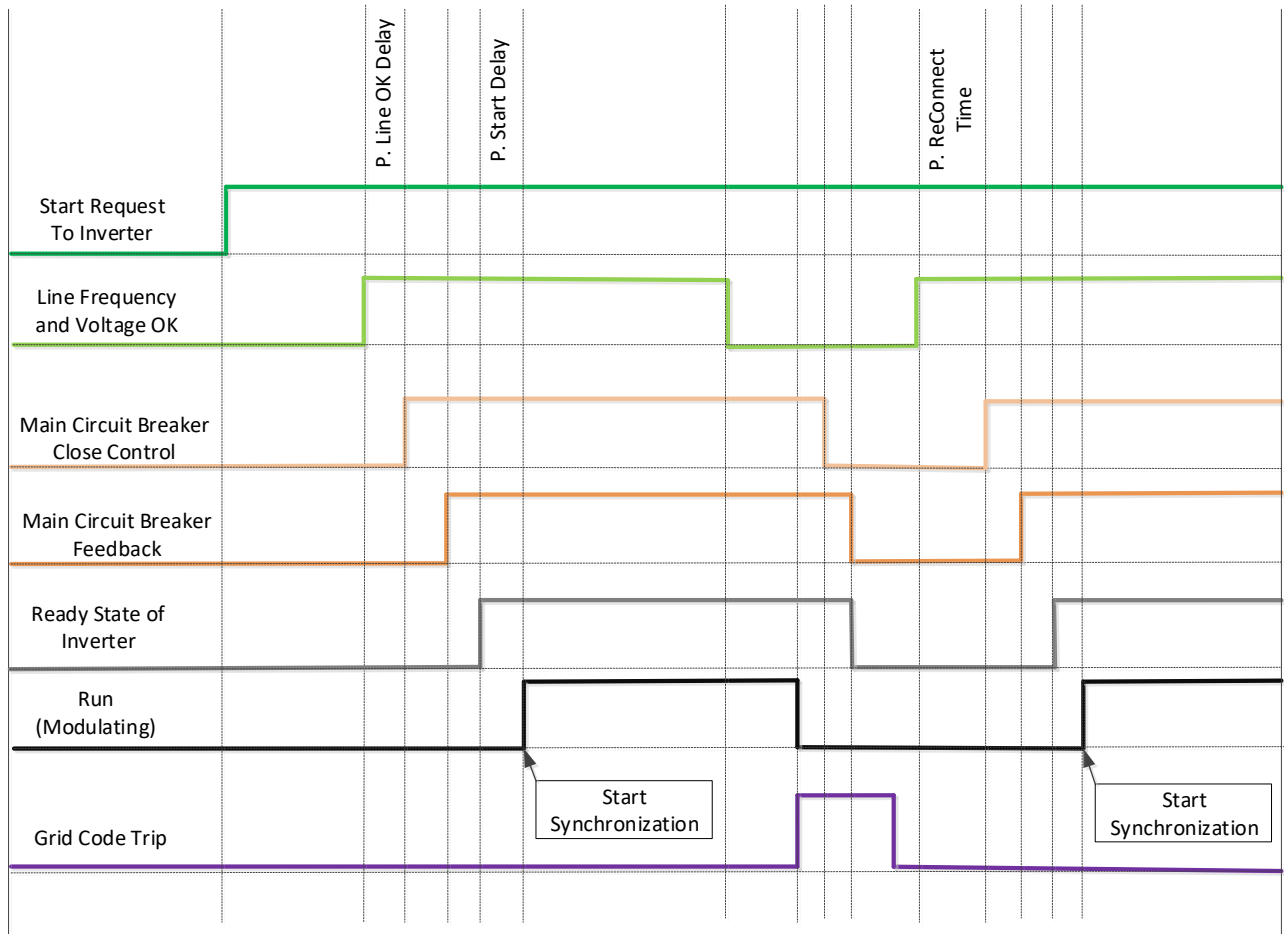 P. Line OK Delay
P. Start Delay
P. ReConnect
Time
Start Request
To Inverter
Line Frequency
and Voltage OK
Main Circuit Breaker
Close Control
Main Circuit Breaker
Feedback
Ready State of
Inverter
Run
(Modulating)
Start
Synchronization
Start
Synchronization
Grid Code Trip